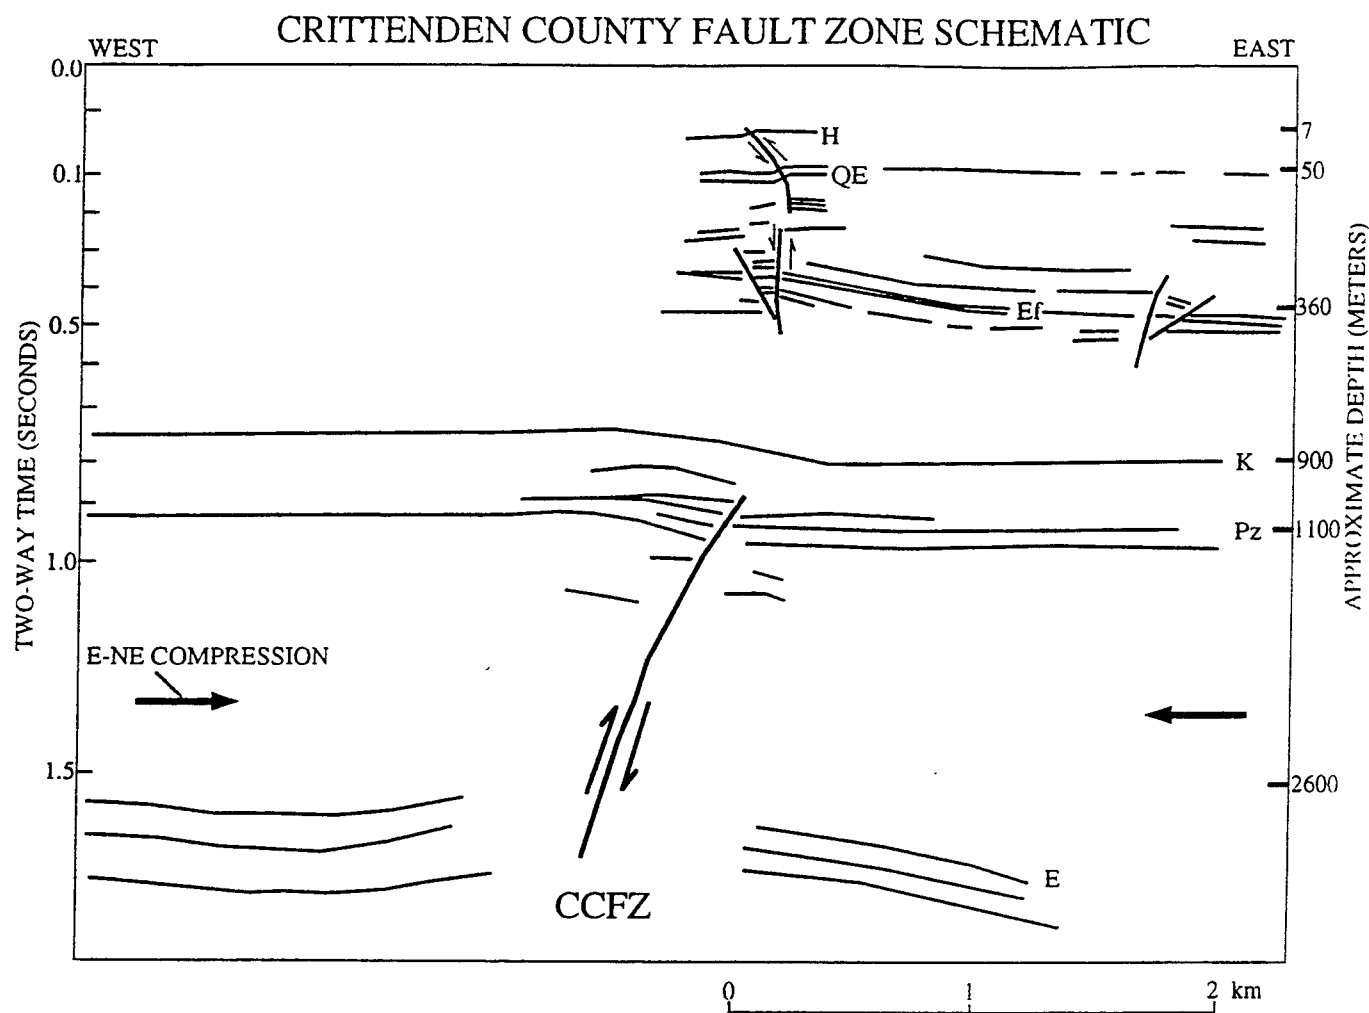 CRITTENDEN COUNTY FAULT ZONE SCHEMATIC
WEST
EAST
0.0
H
7
0.1
QE
50
Ef
360
0.5
TWO-WAY TIME (SECONDS)
APPROXIMATE DEPTH (METERS)
K
900
Pz
1100
1.0
E-NE COMPRESSION
1.5
2600
E
CCFZ
0 1 2 km